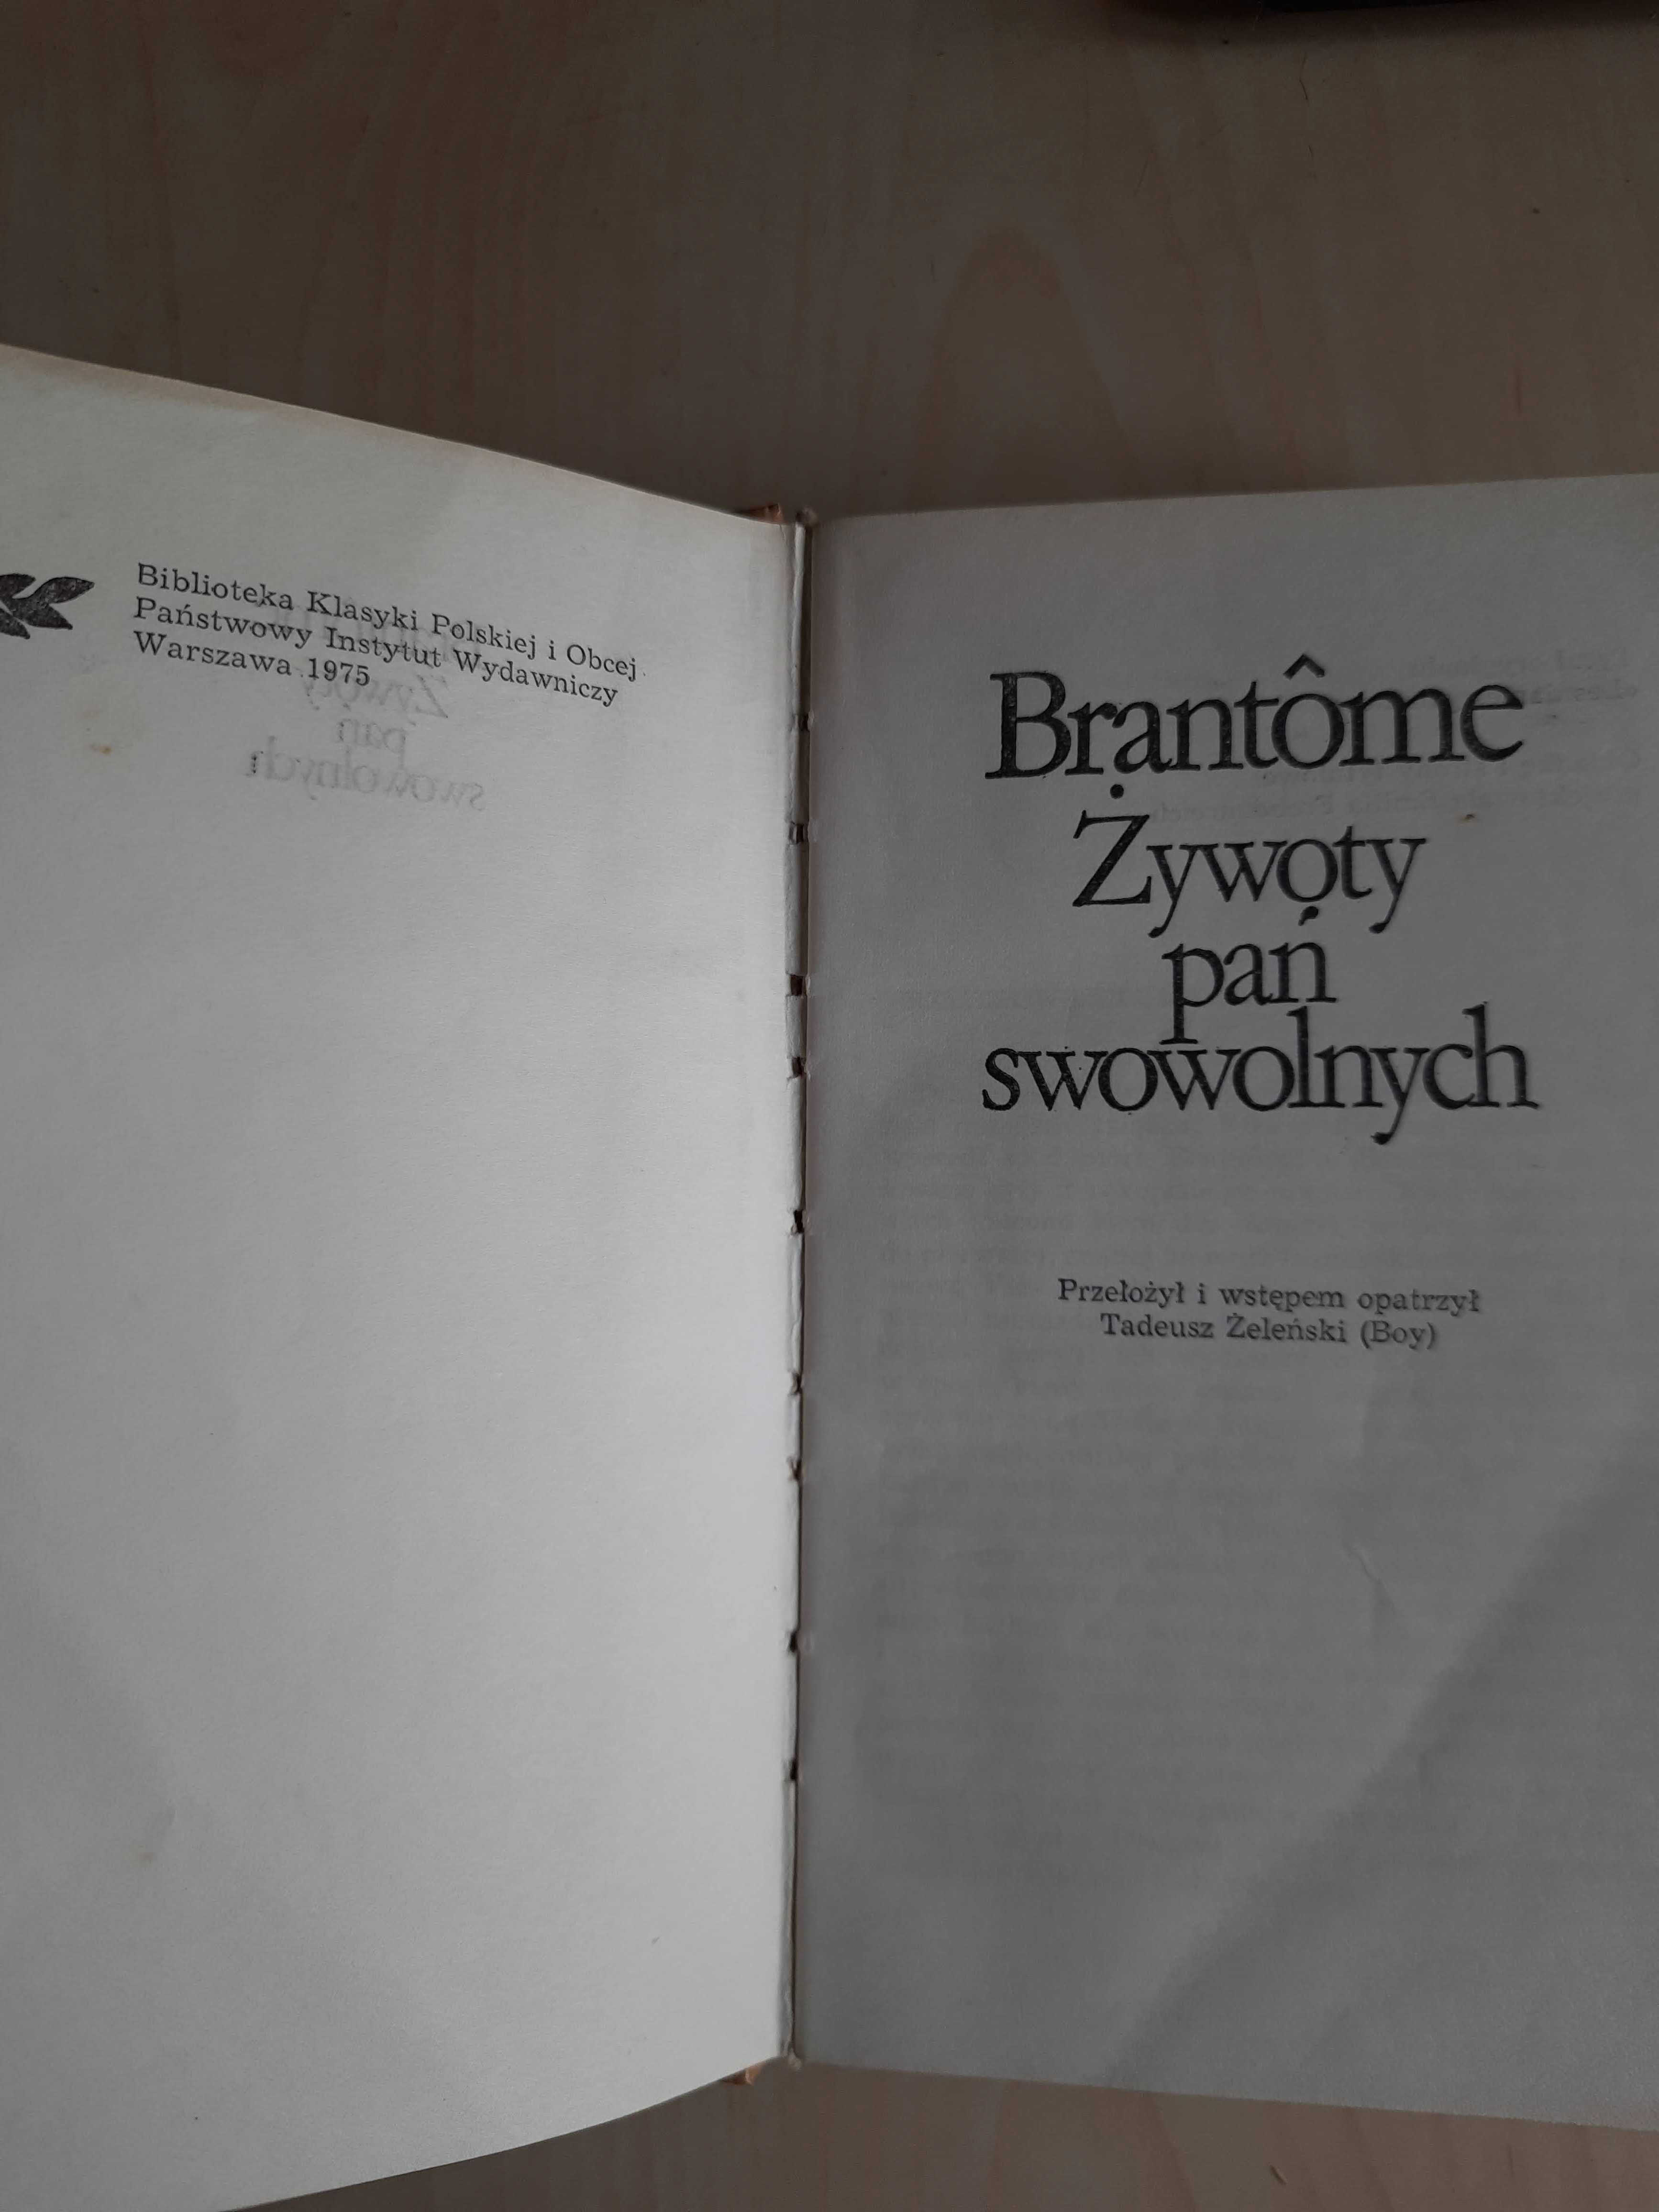 Biblioteka Klasyki Polskiej i Obcej
Państwowy Instytut Wydawniczy
Warszawa 1975
Brantôme
Żywoty
pań
swowolnych
Przełożył i wstępem opatrzył
Tadeusz Żeleński (Boy)